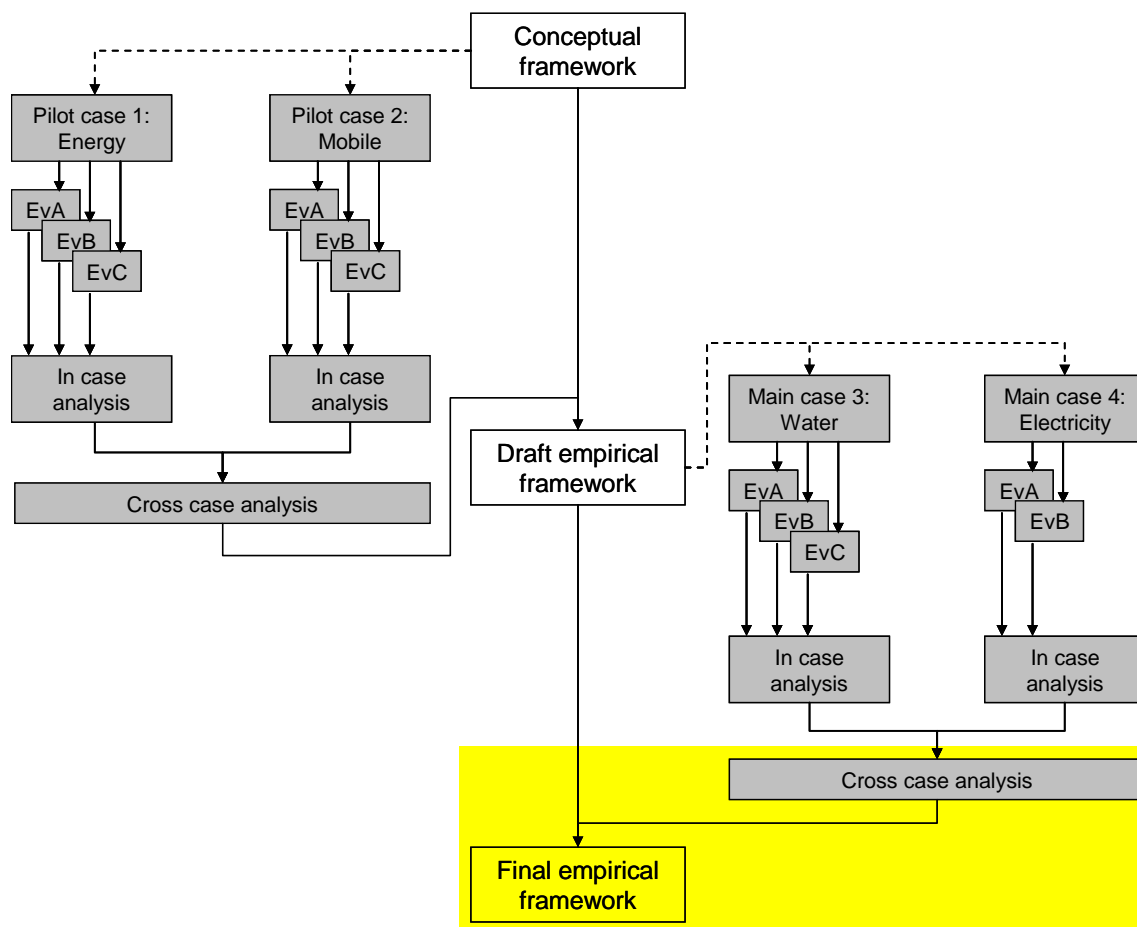 Conceptual
framework
Pilot case 1:
Energy
Pilot case 2:
Mobile
EvA
EvB
EvC
EvA
EvB
EvC
In case
analysis
In case
analysis
Cross case analysis
Draft empirical
framework
Main case 3:
Water
Main case 4:
Electricity
EvA
EvB
EvC
EvA
EvB
In case
analysis
In case
analysis
Cross case analysis
Final empirical
framework